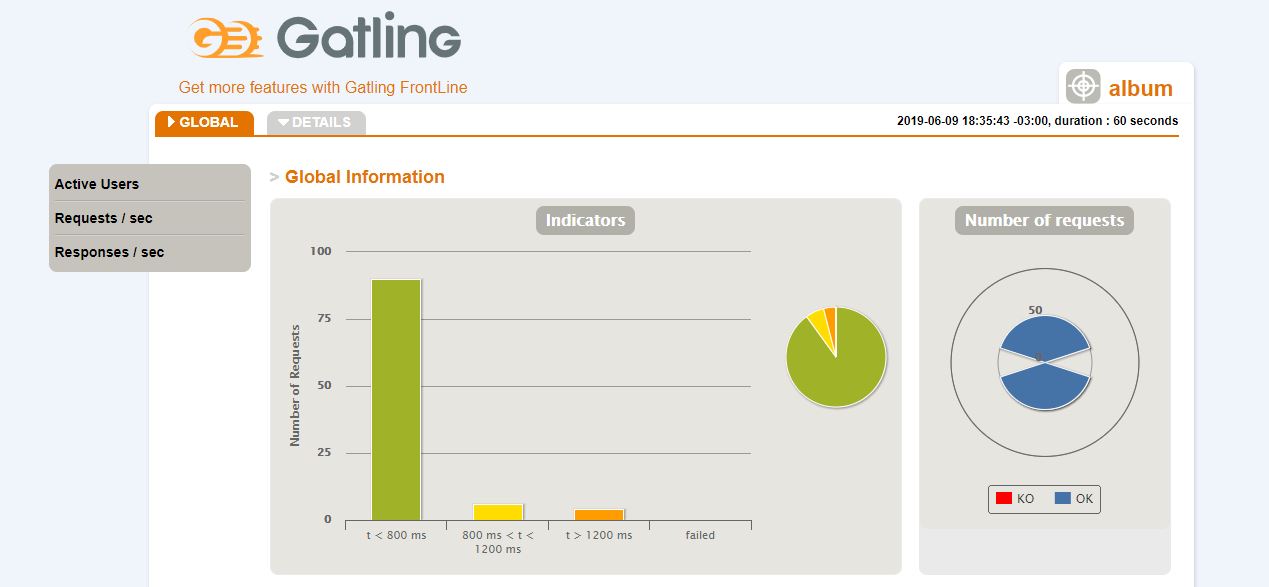 Gatling
Get more features with Gatling FrontLine
album
GLOBAL
DETAILS
2019-06-09 18:35:43 -03:00, duration : 60 seconds
Active Users
Requests / sec
Responses / sec
> Global Information
Indicators
100
75
50
25
0
Number of Requests
t < 800 ms
800 ms < t <
1200 ms
t > 1200 ms
failed
Number of requests
50
0
KO
OK